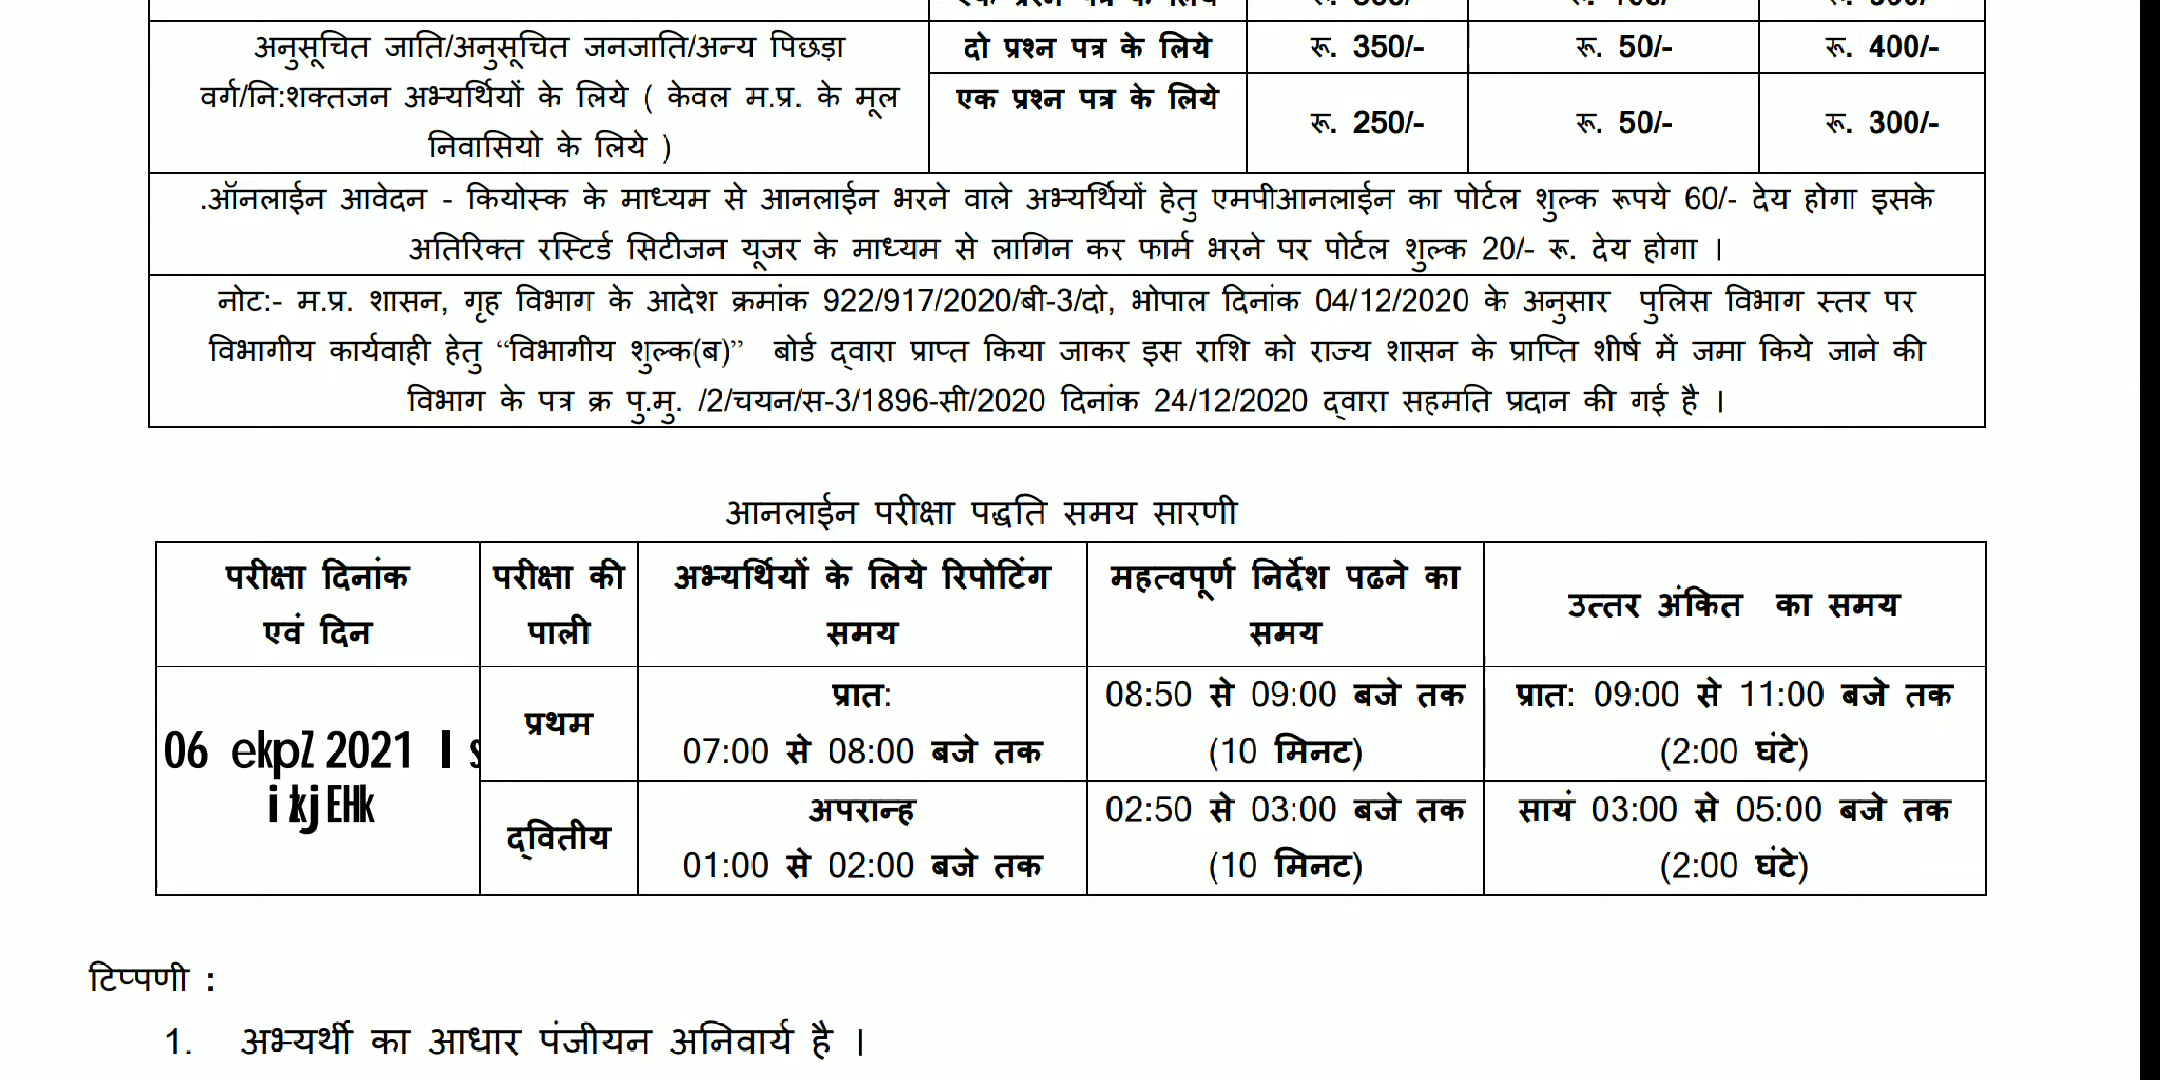 अनुसूचित जाति/अनुसूचित जनजाति/अन्य पिछड़ा
वर्ग/नि:शक्तजन अभ्यर्थियों के लिये ( केवल म.प्र. के मूल
निवासियो के लिये )
दो प्रश्न पत्र के लिये
रू. 350/-
रू. 50/-
रू. 400/-
एक प्रश्न पत्र के लिये
रू. 250/-
रू. 50/-
रू. 300/-
.ऑनलाईन आवेदन - कियोस्क के माध्यम से आनलाईन भरने वाले अभ्यर्थियों हेतु एमपीआनलाईन का पोर्टल शुल्क रूपये 60/- देय होगा इसके
अतिरिक्त रस्टिर्ड सिटीजन यूजर के माध्यम से लागिन कर फार्म भरने पर पोर्टल शुल्क 20/- रू. देय होगा ।
नोट:- म.प्र. शासन, गृह विभाग के आदेश क्रमांक 922/917/2020/बी-3/दो, भोपाल दिनांक 04/12/2020 के अनुसार पुलिस विभाग स्तर पर
विभागीय कार्यवाही हेतु “विभागीय शुल्क(ब)” बोर्ड द्वारा प्राप्त किया जाकर इस राशि को राज्य शासन के प्राप्ति शीर्ष में जमा किये जाने की
विभाग के पत्र क्र पु.मु. /2/चयन/स-3/1896-सी/2020 दिनांक 24/12/2020 द्वारा सहमति प्रदान की गई है ।
आनलाईन परीक्षा पद्धति समय सारणी
परीक्षा दिनांक
एवं दिन
परीक्षा की
पाली
अभ्यर्थियों के लिये रिपोटिंग
समय
महत्वपूर्ण निर्देश पढने का
समय
उत्तर अंकित का समय
06 ekpZ 2021 l s
i zkjEHk
प्रथम
प्रात:
07:00 से 08:00 बजे तक
08:50 से 09:00 बजे तक
(10 मिनट)
प्रात: 09:00 से 11:00 बजे तक
(2:00 घंटे)
द्वितीय
अपरान्ह
01:00 से 02:00 बजे तक
02:50 से 03:00 बजे तक
(10 मिनट)
सायं 03:00 से 05:00 बजे तक
(2:00 घंटे)
टिप्पणी :
1. अभ्यर्थी का आधार पंजीयन अनिवार्य है ।